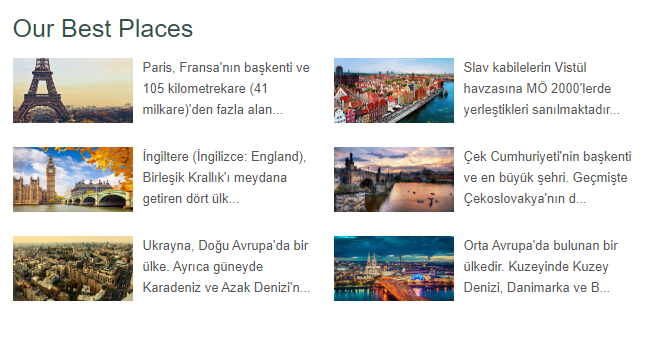 Our Best Places
Paris, Fransa'nın başkenti ve
105 kilometrekare (41
milkare)'den fazla alan...
Slav kabilelerin Vistül
havzasına MÖ 2000'lerde
yerleştikleri sanılmaktadır...
İngiltere (İngilizce: England),
Birleşik Krallık'ı meydana
getiren dört ülk...
Çek Cumhuriyeti'nin başkenti
ve en büyük şehri. Geçmişte
Çekoslovakya'nın d...
Ukrayna, Doğu Avrupa'da bir
ülke. Ayrıca güneyde
Karadeniz ve Azak Denizi'n...
Orta Avrupa'da bulunan bir
ülkedir. Kuzeyinde Kuzey
Denizi, Danimarka ve B...